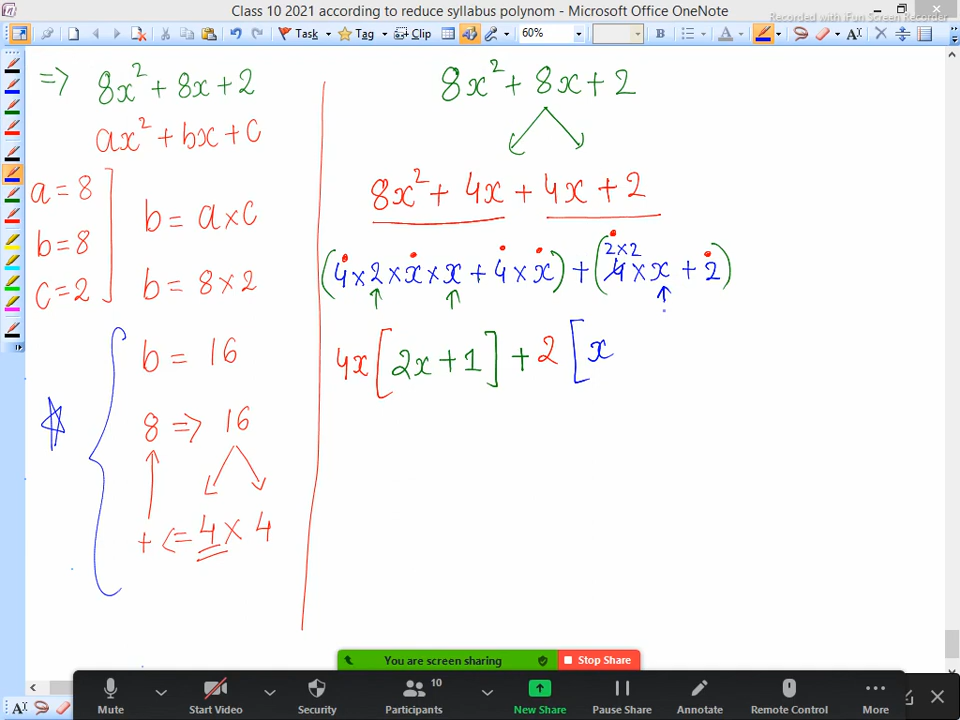 Class 10 2021 according to reduce syllabus polynom - Microsoft Office OneNote
Recorded with iFun Screen Recorder
Task Tag Clip 60% B A
=> 8x² + 8x + 2
ax² + bx + c
a = 8
b = 8
c = 2
b = a x c
b = 8 x 2
b = 16
8 => 16
+ <= 4 x 4
8x² + 8x + 2
8x² + 4x + 4x + 2
2x2
(4 x 2 x x x x + 4 x x) + (4 x x + 2)
4x [2x + 1] + 2 [x
You are screen sharing Stop Share
10
Mute Start Video Security Participants New Share Pause Share Annotate Remote Control More